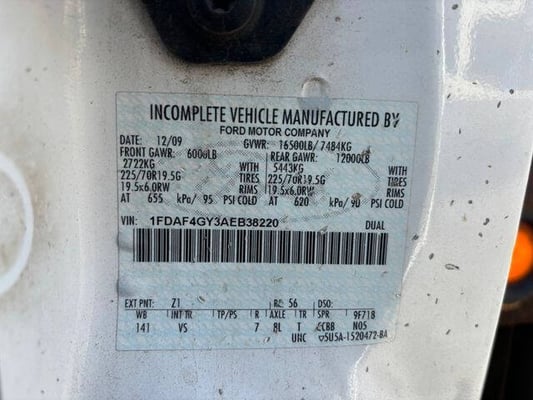 INCOMPLETE VEHICLE MANUFACTURED BY
FORD MOTOR COMPANY
DATE: 12/09 GVWR: 16500LB/ 7484KG
FRONT GAWR: 6000LB REAR GAWR: 12000LB
2722KG WITH 5443KG WITH
225/70R19.5G TIRES 225/70R19.5G TIRES
19.5x6.0RW RIMS 19.5x6.0RW RIMS
AT 655 kPa/ 95 PSI COLD AT 620 kPa/ 90 PSI COLD
VIN: 1FDAF4GY3AEB38220 DUAL
EXT PNT: Z1 RC: 56 DSO:
WB INT TR TP/PS R AXLE TR SPR 9F718
141 VS 7 8L T CCBB N05
UNC 5U5A-1520472-BA